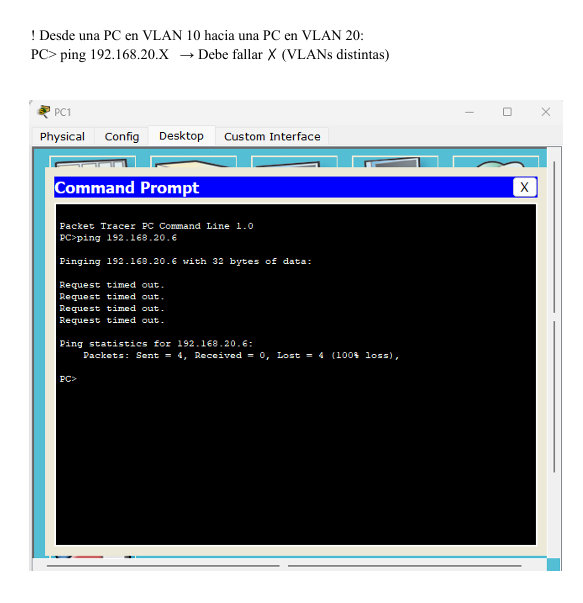 ! Desde una PC en VLAN 10 hacia una PC en VLAN 20:
PC> ping 192.168.20.X → Debe fallar ✗ (VLANs distintas)
PC1
Physical Config Desktop Custom Interface
Command Prompt X
Packet Tracer PC Command Line 1.0
PC>ping 192.168.20.6
Pinging 192.168.20.6 with 32 bytes of data:
Request timed out.
Request timed out.
Request timed out.
Request timed out.
Ping statistics for 192.168.20.6:
Packets: Sent = 4, Received = 0, Lost = 4 (100% loss),
PC>